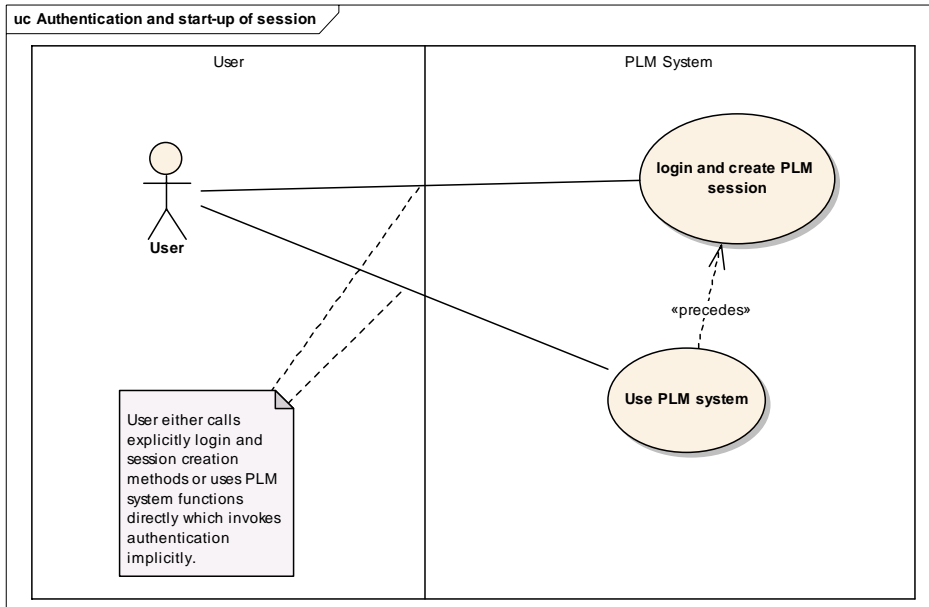 uc Authentication and start-up of session
User
PLM System
login and create PLM
session
User
«precedes»
Use PLM system
User either calls
explicitly login and
session creation
methods or uses PLM
system functions
directly which invokes
authentication
implicitly.